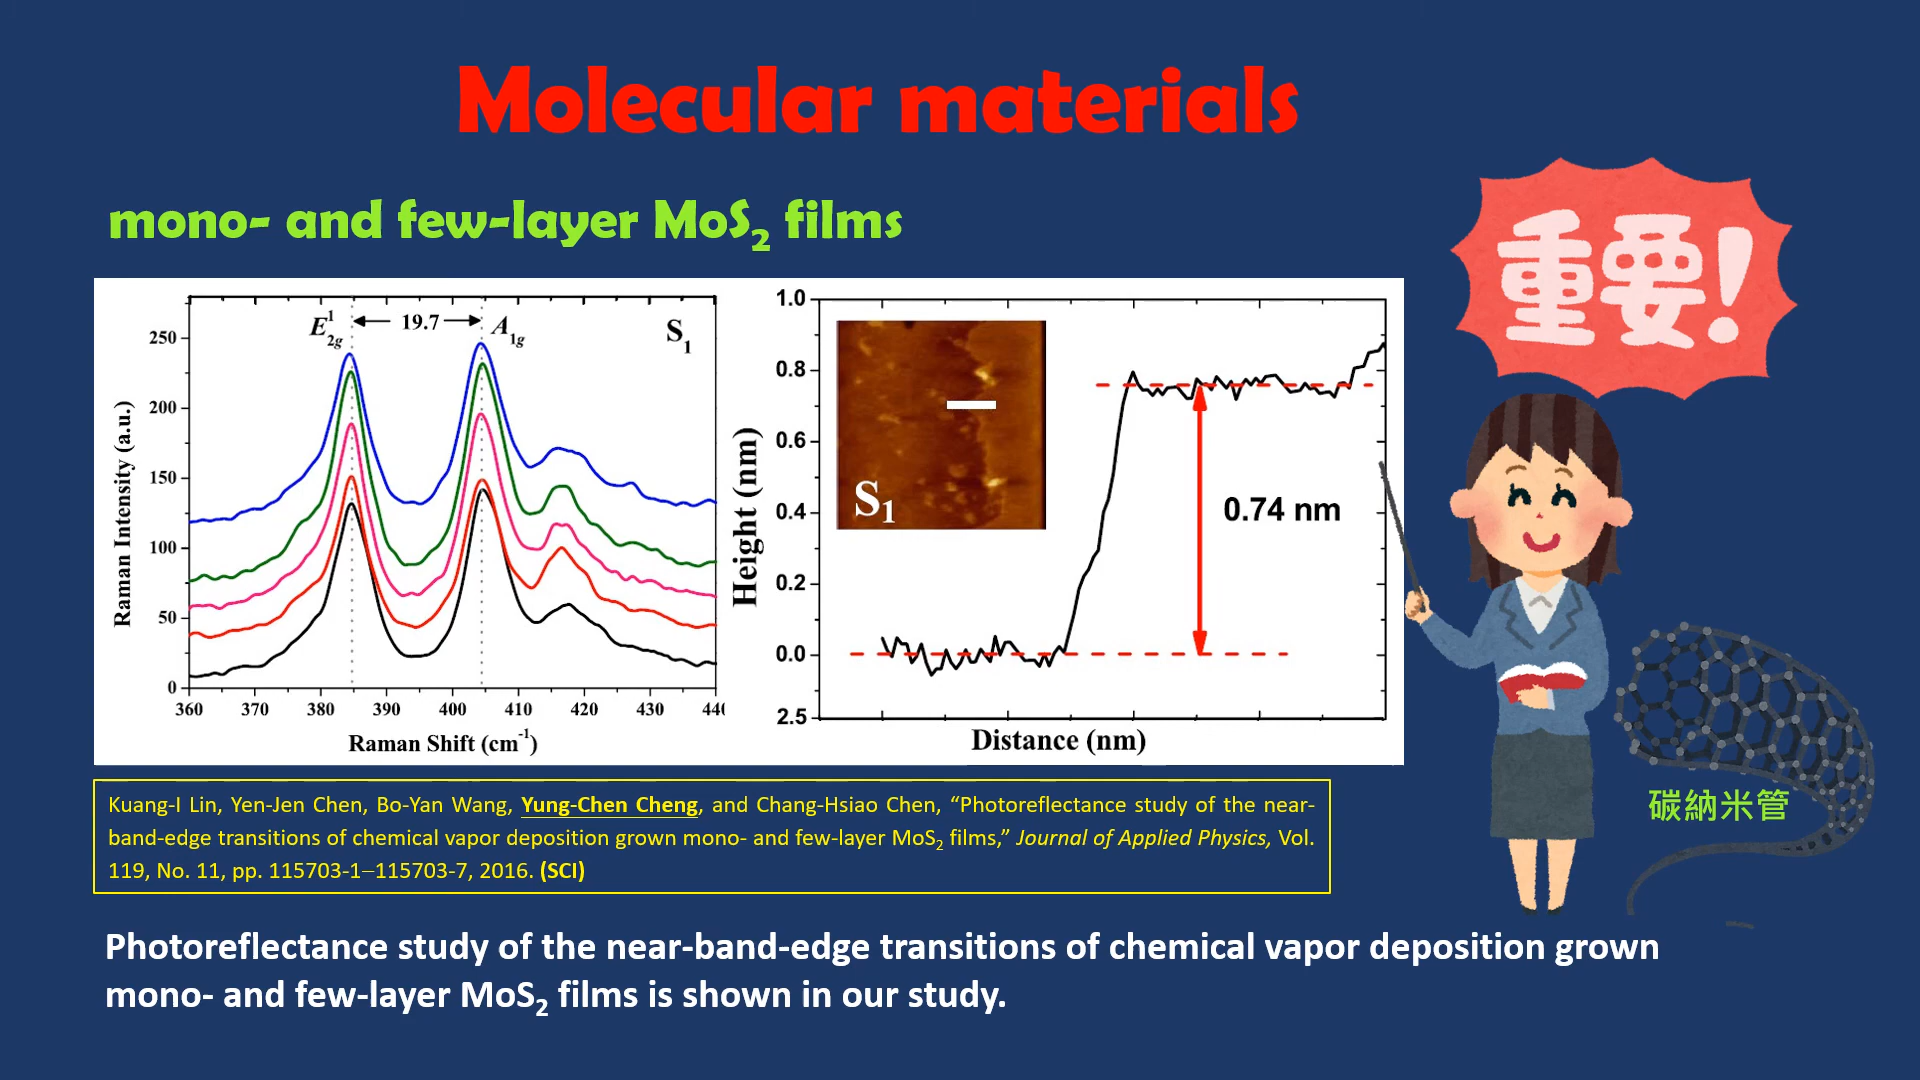 Molecular materials
mono- and few-layer MoS₂ films
重要!
E¹₂g
19.7
A₁g
S₁
250
200
150
100
50
0
Raman Intensity (a.u.)
360 370 380 390 400 410 420 430 440
Raman Shift (cm⁻¹)
1.0
0.8
0.6
0.4
0.2
0.0
2.5
Height (nm)
S₁
0.74 nm
Distance (nm)
Kuang-I Lin, Yen-Jen Chen, Bo-Yan Wang, Yung-Chen Cheng, and Chang-Hsiao Chen, “Photoreflectance study of the near-
band-edge transitions of chemical vapor deposition grown mono- and few-layer MoS₂ films,” Journal of Applied Physics, Vol.
119, No. 11, pp. 115703-1–115703-7, 2016. (SCI)
碳納米管
Photoreflectance study of the near-band-edge transitions of chemical vapor deposition grown
mono- and few-layer MoS₂ films is shown in our study.